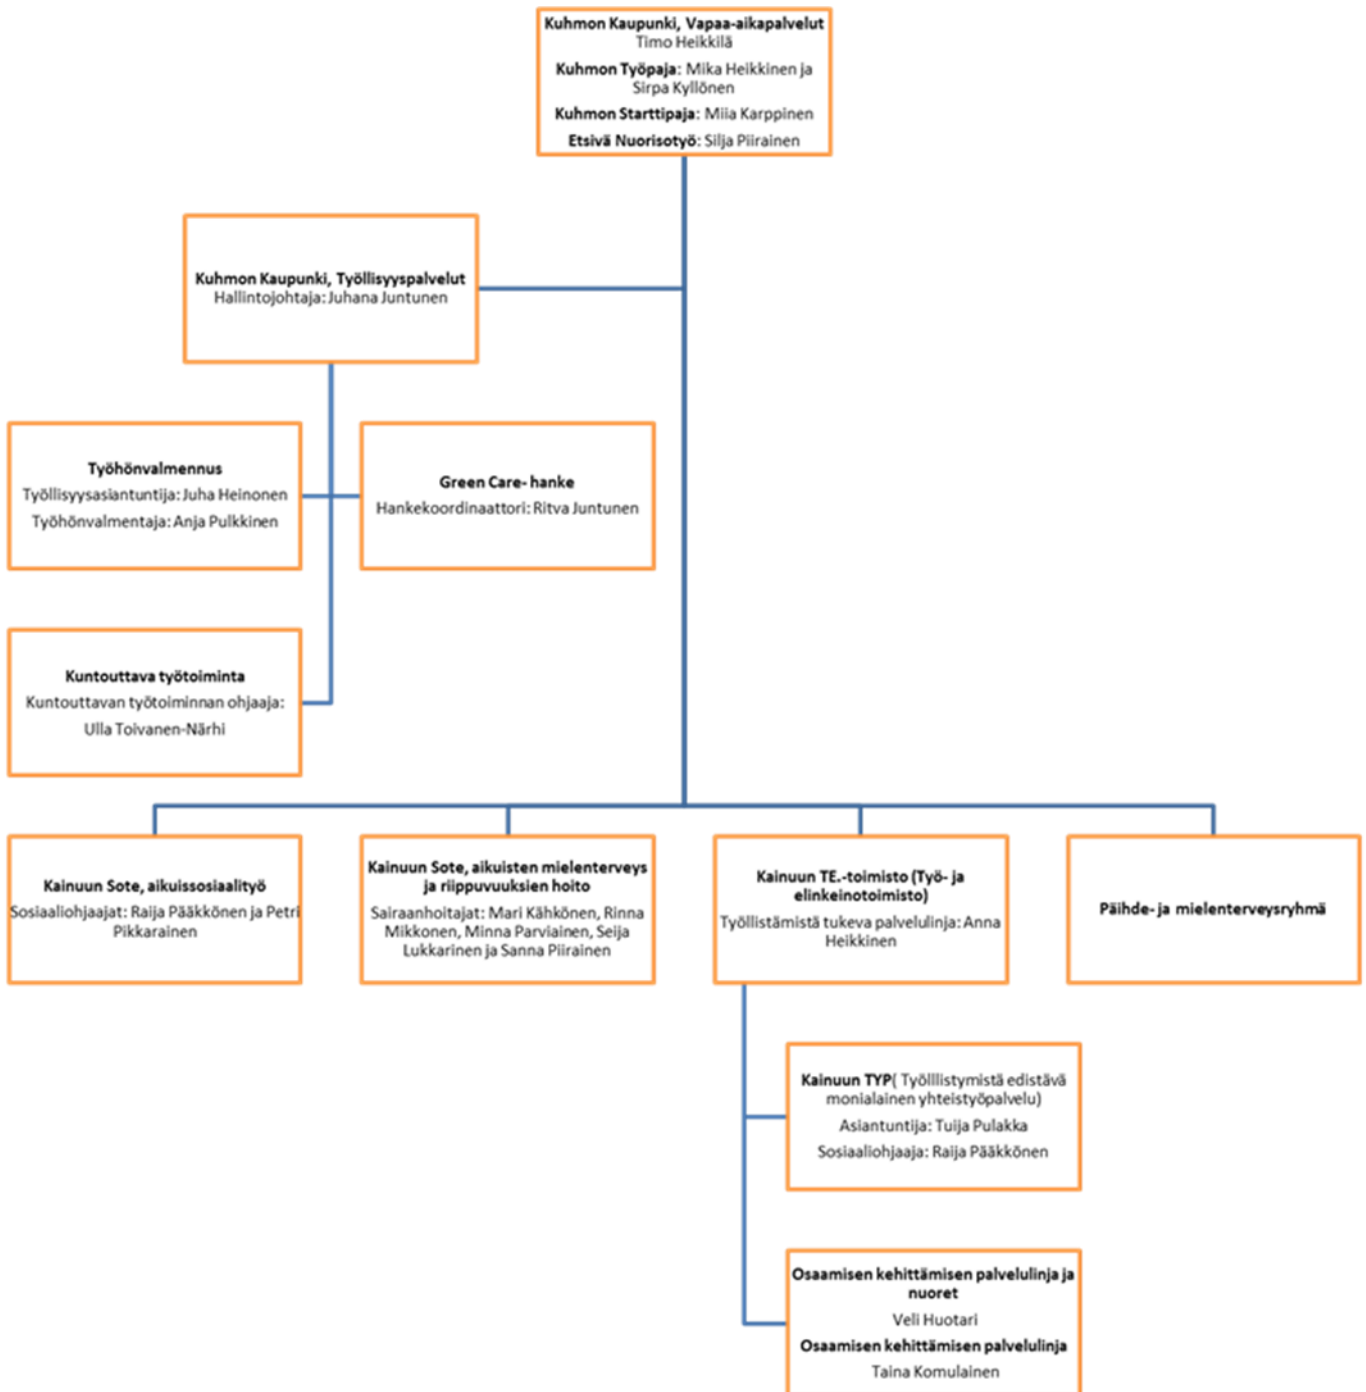 Kuhmon Kaupunki, Vapaa-aikapalvelut
Timo Heikkilä
Kuhmon Työpaja: Mika Heikkinen ja
Sirpa Kyllönen
Kuhmon Starttipaja: Miia Karppinen
Etsivä Nuorisotyö: Silja Piirainen
Kuhmon Kaupunki, Työllisyyspalvelut
Hallintojohtaja: Juhana Juntunen
Työhönvalmennus
Työllisyysasiantuntija: Juha Heinonen
Työhönvalmentaja: Anja Pulkkinen
Green Care- hanke
Hankekoordinaattori: Ritva Juntunen
Kuntouttava työtoiminta
Kuntouttavan työtoiminnan ohjaaja:
Ulla Toivanen-Närhi
Kainuun Sote, aikuissosiaalityö
Sosiaaliohjaajat: Raija Pääkkönen ja Petri
Pikkarainen
Kainuun Sote, aikuisten mielenterveys
ja riippuvuuksien hoito
Sairaanhoitajat: Mari Kähkönen, Rinna
Mikkonen, Minna Parviainen, Seija
Lukkarinen ja Sanna Piirainen
Kainuun TE.-toimisto (Työ- ja
elinkeinotoimisto)
Työllistämistä tukeva palvelulinja: Anna
Heikkinen
Päihde- ja mielenterveysryhmä
Kainuun TYP( Työlllistymistä edistävä
monialainen yhteistyöpalvelu)
Asiantuntija: Tuija Pulakka
Sosiaaliohjaaja: Raija Pääkkönen
Osaamisen kehittämisen palvelulinja ja
nuoret
Veli Huotari
Osaamisen kehittämisen palvelulinja
Taina Komulainen